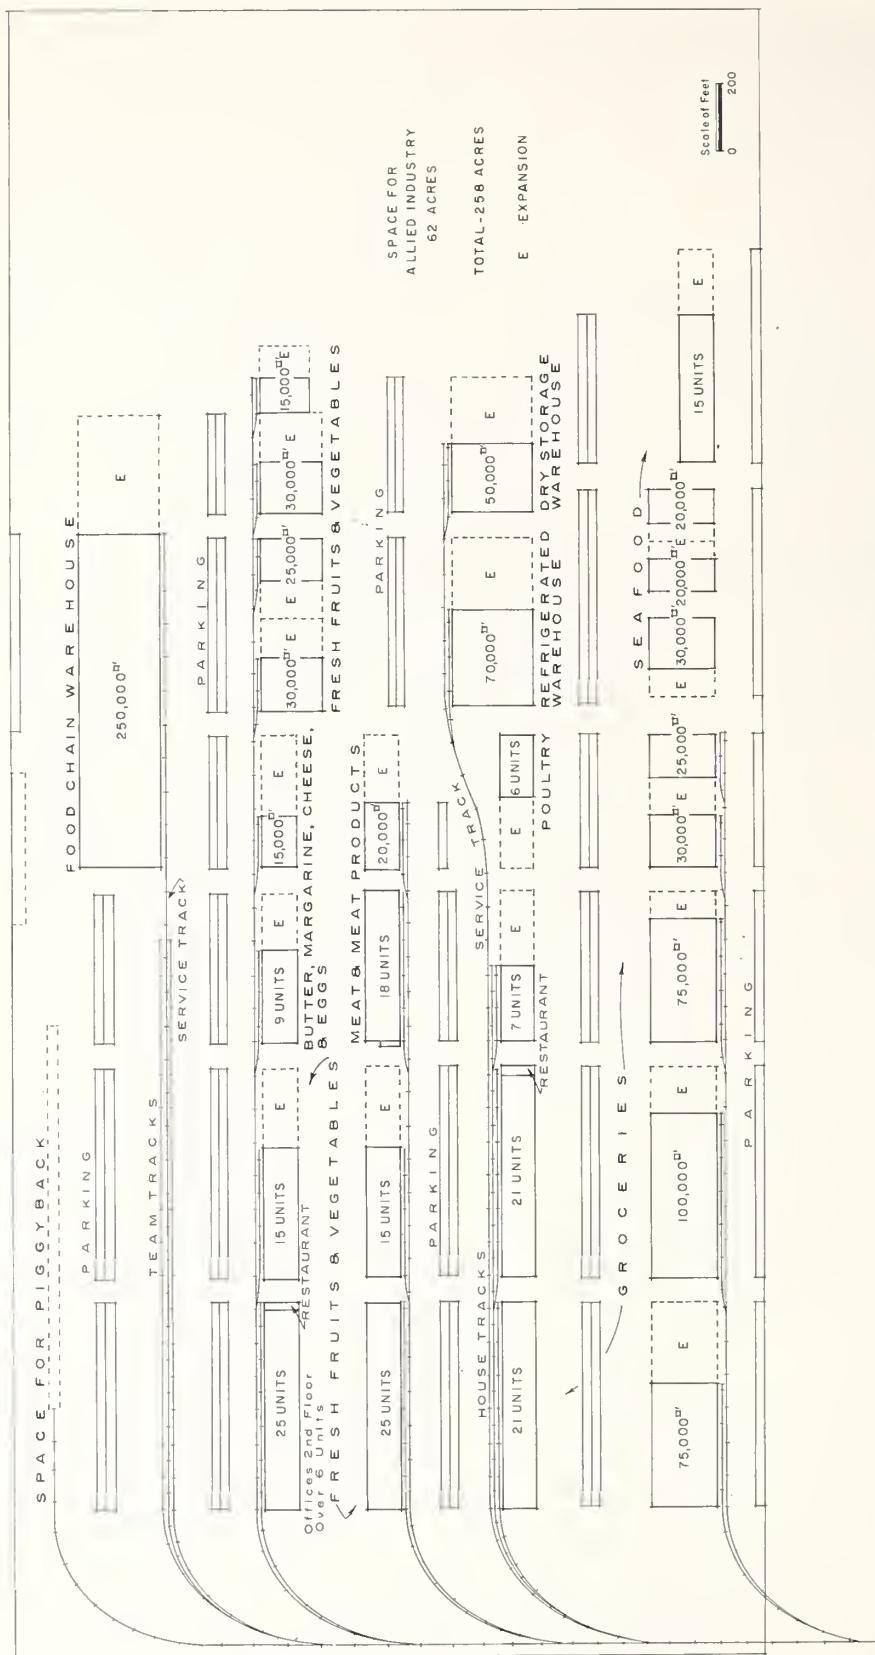 SPACE FOR PIGGYBACK
PARKING
TEAM TRACKS
SERVICE TRACK
FOOD CHAIN WAREHOUSE
250,000□'
E
PARKING
25 UNITS
RESTAURANT
Offices 2nd Floor
Over 6 Units
15 UNITS
E
9 UNITS
E
15,000□'
E
30,000□'
E
E
25,000□'
30,000□'
E
15,000□'
E
FRESH FRUITS & VEGETABLES
BUTTER, MARGARINE, CHEESE,
& EGGS
MEAT & MEAT PRODUCTS
FRESH FRUITS & VEGETABLES
25 UNITS
15 UNITS
E
18 UNITS
20,000□'
E
PARKING
PARKING
HOUSE TRACKS
SERVICE TRACK
70,000□'
E
50,000□'
E
21 UNITS
21 UNITS
RESTAURANT
7 UNITS
E
E
6 UNITS
POULTRY
REFRIGERATED
WAREHOUSE
DRY STORAGE
WAREHOUSE
GROCERIES
SEAFOOD
75,000□'
E
100,000□'
E
75,000□'
E
30,000□'
E
25,000□'
E
30,000□'
20,000□'
E
20,000□'
15 UNITS
E
PARKING
SPACE FOR
ALLIED INDUSTRY
62 ACRES
TOTAL-258 ACRES
E EXPANSION
Scale of Feet
0 200